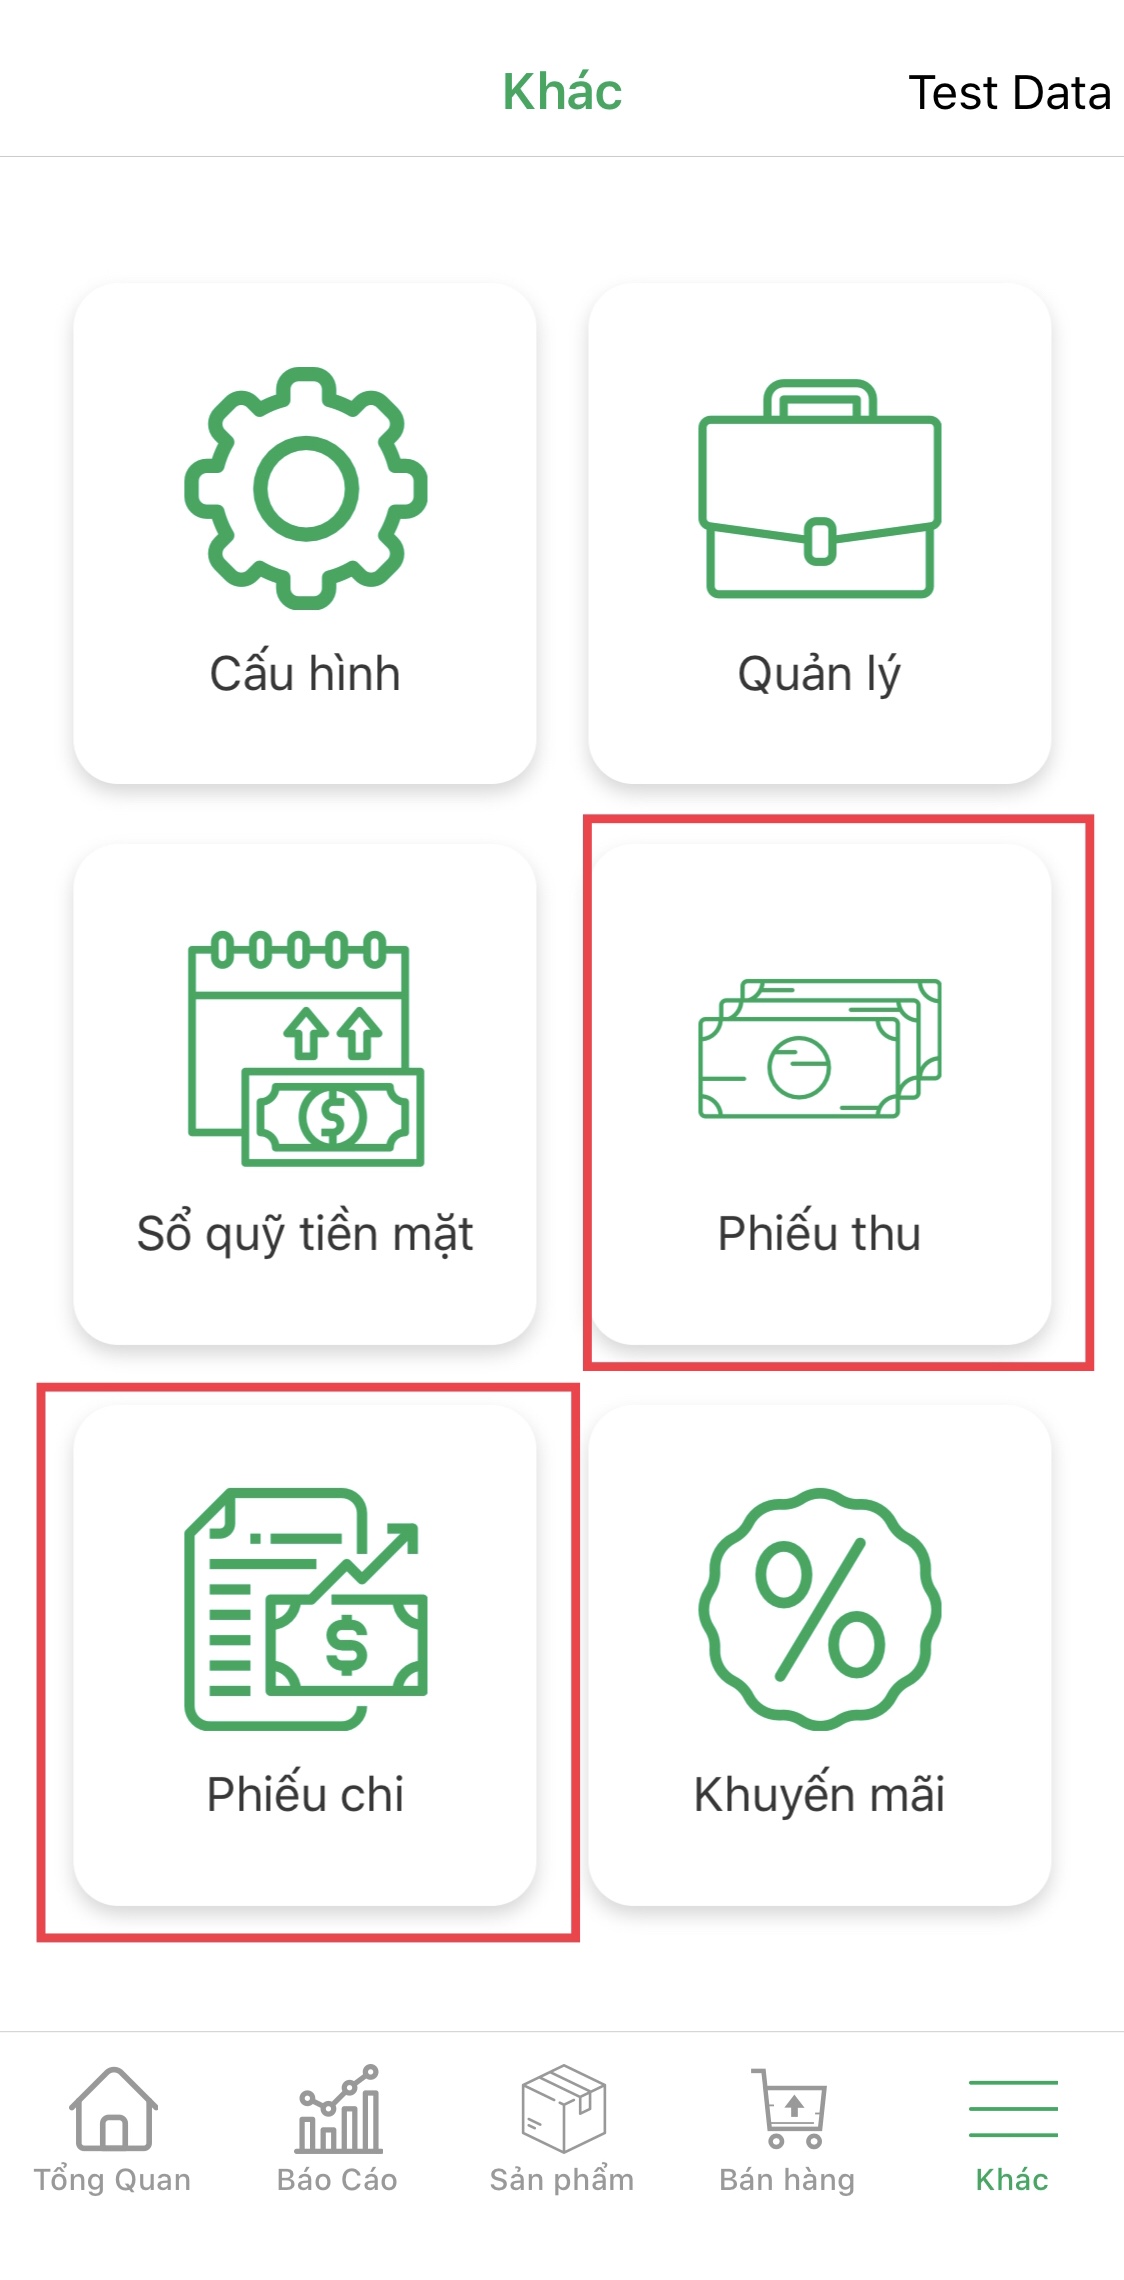 Khác
Test Data
Cấu hình
Quản lý
Sổ quỹ tiền mặt
Phiếu thu
Phiếu chi
Khuyến mãi
Tổng Quan
Báo Cáo
Sản phẩm
Bán hàng
Khác